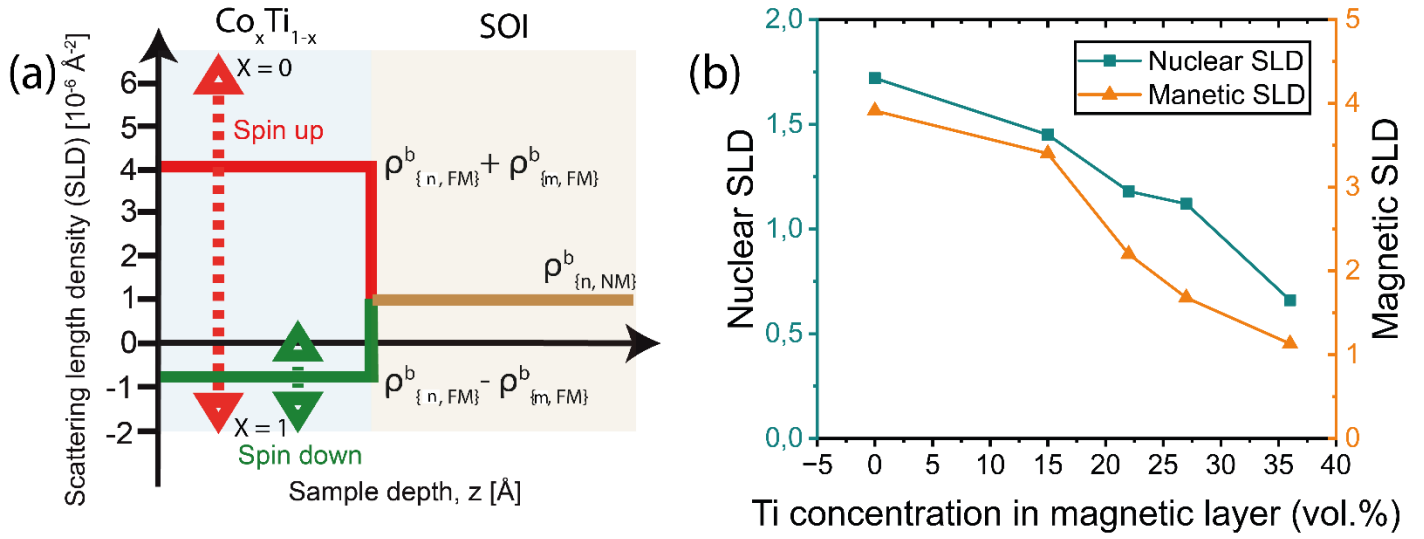 (a)
CoₓTi₁₋ₓ
SOI
Scattering length density (SLD) [10⁻⁶ Å⁻²]
6
5
4
3
2
1
0
-1
-2
X = 0
Spin up
ρᵇ{n, FM} + ρᵇ{m, FM}
ρᵇ{n, NM}
ρᵇ{n, FM} - ρᵇ{m, FM}
X = 1
Spin down
Sample depth, z [Å]
(b)
Nuclear SLD
2,0
1,5
1,0
0,5
0,0
Nuclear SLD
Manetic SLD
5
4
3
2
1
0
Magnetic SLD
−5 0 5 10 15 20 25 30 35 40
Ti concentration in magnetic layer (vol.%)